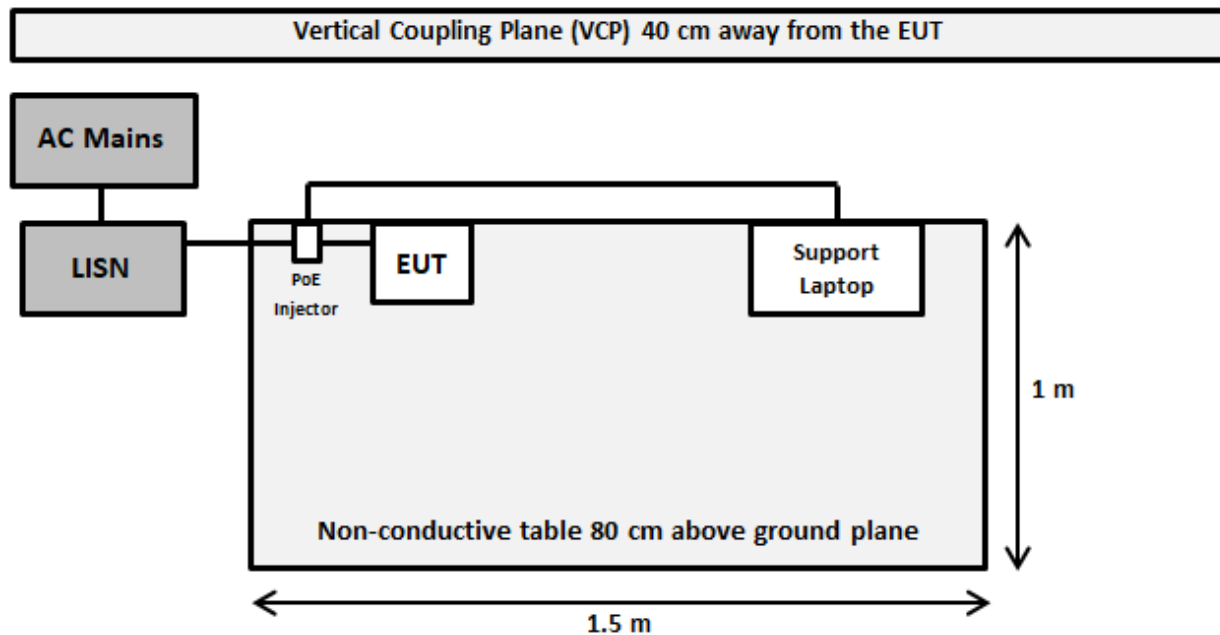 Vertical Coupling Plane (VCP) 40 cm away from the EUT
AC Mains
LISN
PoE
Injector
EUT
Support
Laptop
1 m
Non-conductive table 80 cm above ground plane
1.5 m